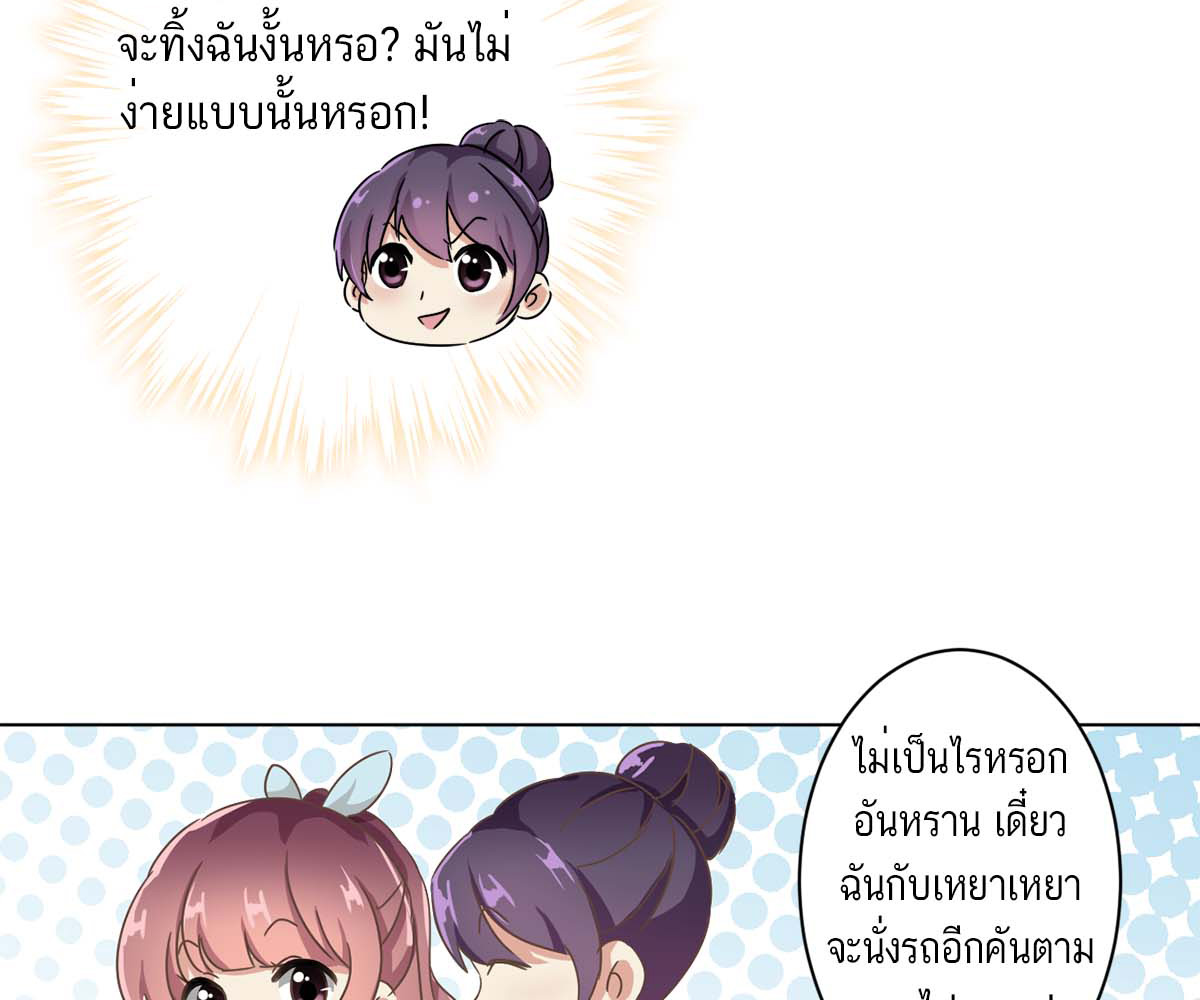 จะทิ้งฉันงั้นหรอ? มันไม่
ง่ายแบบนั้นหรอก!
ไม่เป็นไรหรอก
อันหราน เดี๋ยว
ฉันกับเหยาเหยา
จะนั่งรถอีกคันตาม